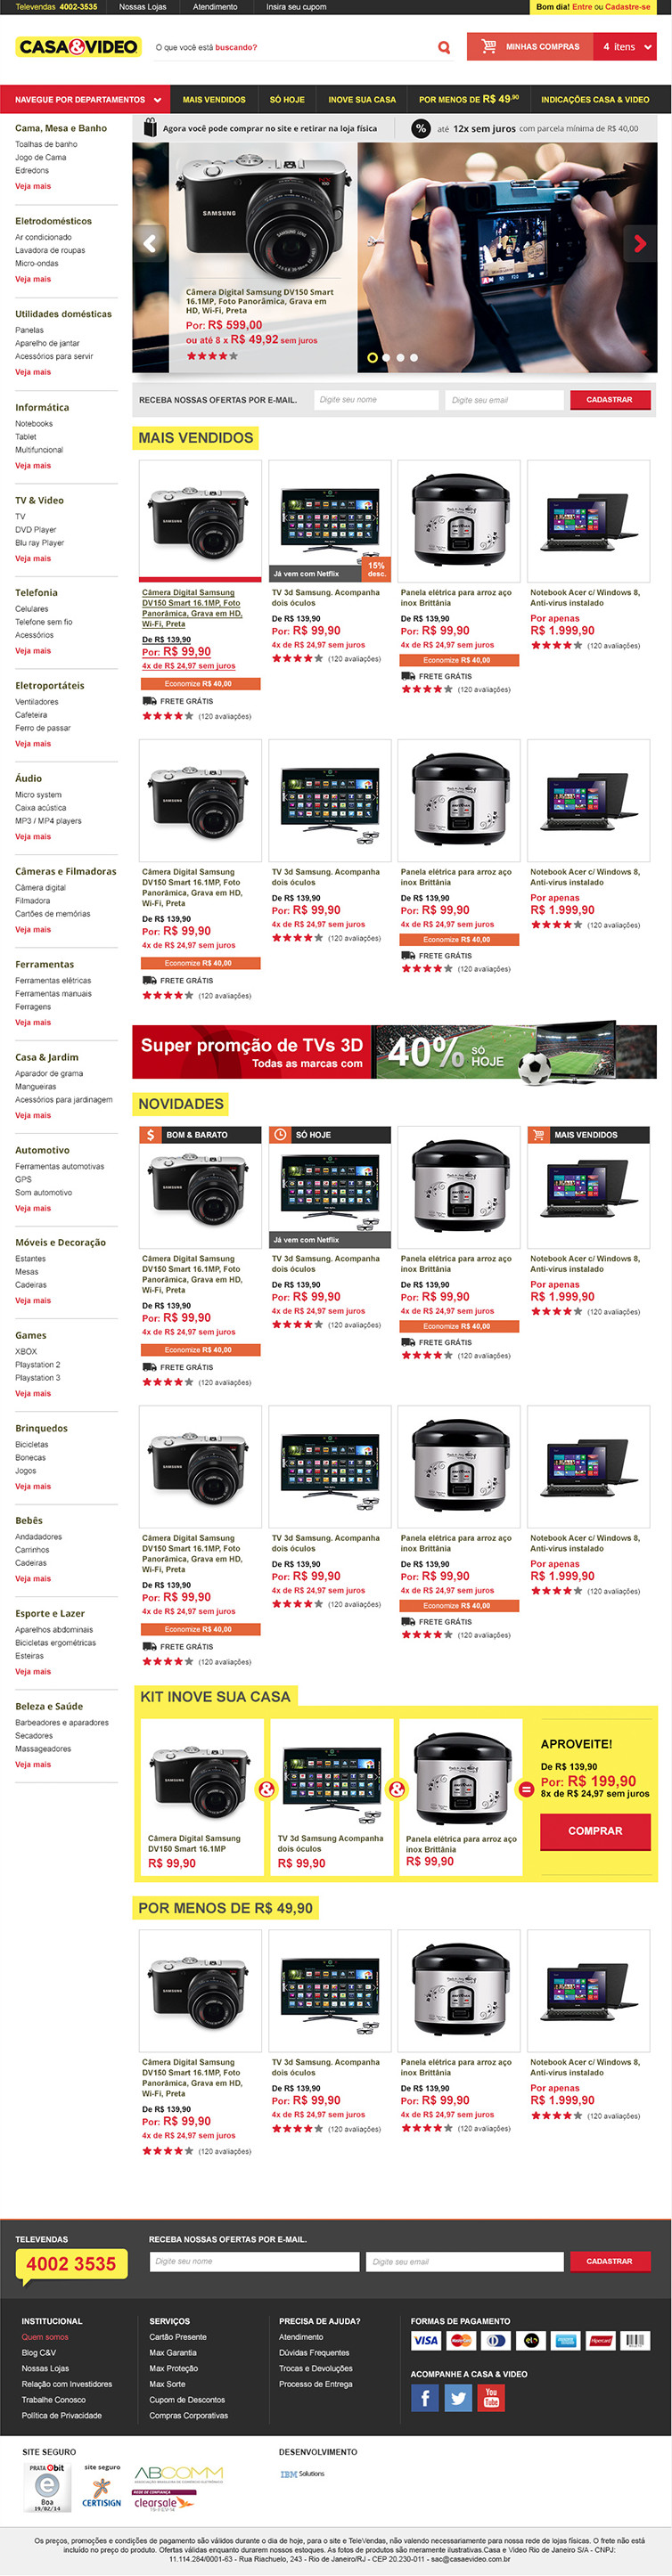 Televendas 4002-3535 Nossas Lojas Atendimento Insira seu cupom Bom dia! Entre ou Cadastre-se
CASA&VIDEO O que você está buscando? MINHAS COMPRAS 4 itens
NAVEGUE POR DEPARTAMENTOS MAIS VENDIDOS SÓ HOJE INOVE SUA CASA POR MENOS DE R$ 49,90 INDICAÇÕES CASA & VIDEO
Cama, Mesa e Banho
Toalhas de banho
Jogo de Cama
Edredons
Veja mais
Eletrodomésticos
Ar condicionado
Lavadora de roupas
Micro-ondas
Veja mais
Utilidades domésticas
Panelas
Aparelho de jantar
Acessórios para servir
Veja mais
Informática
Notebooks
Tablet
Multifuncional
Veja mais
TV & Video
TV
DVD Player
Blu ray Player
Veja mais
Telefonia
Celulares
Telefone sem fio
Acessórios
Veja mais
Eletroportáteis
Ventiladores
Cafeteira
Ferro de passar
Veja mais
Áudio
Micro system
Caixa acústica
MP3 / MP4 players
Veja mais
Câmeras e Filmadoras
Câmera digital
Filmadora
Cartões de memórias
Veja mais
Ferramentas
Ferramentas elétricas
Ferramentas manuais
Ferragens
Veja mais
Casa & Jardim
Aparador de grama
Mangueiras
Acessórios para jardinagem
Veja mais
Automotivo
Ferramentas automotivas
GPS
Som automotivo
Veja mais
Móveis e Decoração
Estantes
Mesas
Cadeiras
Veja mais
Games
XBOX
Playstation 2
Playstation 3
Veja mais
Brinquedos
Bicicletas
Bonecas
Jogos
Veja mais
Bebês
Andadadores
Carrinhos
Cadeiras
Veja mais
Esporte e Lazer
Aparelhos abdominais
Bicicletas ergométricas
Esteiras
Veja mais
Beleza e Saúde
Barbeadores e aparadores
Secadores
Massageadores
Veja mais
Agora você pode comprar no site e retirar na loja física % até 12x sem juros com parcela mínima de R$ 40,00
SAMSUNG
Câmera Digital Samsung DV150 Smart
16.1MP, Foto Panorâmica, Grava em
HD, Wi-Fi, Preta
Por: R$ 599,00
ou até 8 x R$ 49,92 sem juros
RECEBA NOSSAS OFERTAS POR E-MAIL. Digite seu nome Digite seu email CADASTRAR
MAIS VENDIDOS
SAMSUNG
Câmera Digital Samsung
DV150 Smart 16.1MP, Foto
Panorâmica, Grava em HD,
Wi-Fi, Preta
De R$ 139,90
Por: R$ 99,90
4x de R$ 24,97 sem juros
Economize R$ 40,00
FRETE GRÁTIS
(120 avaliações)
Já vem com Netflix 15% desc.
TV 3d Samsung. Acompanha
dois óculos
De R$ 139,90
Por: R$ 99,90
4x de R$ 24,97 sem juros
(120 avaliações)
Panela elétrica para arroz aço
inox Brittânia
De R$ 139,90
Por: R$ 99,90
4x de R$ 24,97 sem juros
Economize R$ 40,00
FRETE GRÁTIS
(120 avaliações)
Notebook Acer c/ Windows 8,
Anti-virus instalado
Por apenas
R$ 1.999,90
(120 avaliações)
SAMSUNG
Câmera Digital Samsung
DV150 Smart 16.1MP, Foto
Panorâmica, Grava em HD,
Wi-Fi, Preta
De R$ 139,90
Por: R$ 99,90
4x de R$ 24,97 sem juros
Economize R$ 40,00
FRETE GRÁTIS
(120 avaliações)
TV 3d Samsung. Acompanha
dois óculos
De R$ 139,90
Por: R$ 99,90
4x de R$ 24,97 sem juros
(120 avaliações)
Panela elétrica para arroz aço
inox Brittânia
De R$ 139,90
Por: R$ 99,90
4x de R$ 24,97 sem juros
Economize R$ 40,00
FRETE GRÁTIS
(120 avaliações)
Notebook Acer c/ Windows 8,
Anti-virus instalado
Por apenas
R$ 1.999,90
(120 avaliações)
Super promção de TVs 3D
Todas as marcas com
40% SÓ HOJE
NOVIDADES
$ BOM & BARATO
SAMSUNG
Câmera Digital Samsung
DV150 Smart 16.1MP, Foto
Panorâmica, Grava em HD,
Wi-Fi, Preta
De R$ 139,90
Por: R$ 99,90
4x de R$ 24,97 sem juros
Economize R$ 40,00
FRETE GRÁTIS
(120 avaliações)
SÓ HOJE
Já vem com Netflix
TV 3d Samsung. Acompanha
dois óculos
De R$ 139,90
Por: R$ 99,90
4x de R$ 24,97 sem juros
(120 avaliações)
Panela elétrica para arroz aço
inox Brittânia
De R$ 139,90
Por: R$ 99,90
4x de R$ 24,97 sem juros
Economize R$ 40,00
FRETE GRÁTIS
(120 avaliações)
MAIS VENDIDOS
Notebook Acer c/ Windows 8,
Anti-virus instalado
Por apenas
R$ 1.999,90
(120 avaliações)
SAMSUNG
Câmera Digital Samsung
DV150 Smart 16.1MP, Foto
Panorâmica, Grava em HD,
Wi-Fi, Preta
De R$ 139,90
Por: R$ 99,90
4x de R$ 24,97 sem juros
Economize R$ 40,00
FRETE GRÁTIS
(120 avaliações)
TV 3d Samsung. Acompanha
dois óculos
De R$ 139,90
Por: R$ 99,90
4x de R$ 24,97 sem juros
(120 avaliações)
Panela elétrica para arroz aço
inox Brittânia
De R$ 139,90
Por: R$ 99,90
4x de R$ 24,97 sem juros
Economize R$ 40,00
FRETE GRÁTIS
(120 avaliações)
Notebook Acer c/ Windows 8,
Anti-virus instalado
Por apenas
R$ 1.999,90
(120 avaliações)
KIT INOVE SUA CASA
SAMSUNG
Câmera Digital Samsung
DV150 Smart 16.1MP
R$ 99,90
&
TV 3d Samsung Acompanha
dois óculos
R$ 99,90
&
Panela elétrica para arroz aço
inox Brittânia
R$ 99,90
=
APROVEITE!
De R$ 139,90
Por: R$ 199,90
8x de R$ 24,97 sem juros
COMPRAR
POR MENOS DE R$ 49,90
SAMSUNG
Câmera Digital Samsung
DV150 Smart 16.1MP, Foto
Panorâmica, Grava em HD,
Wi-Fi, Preta
De R$ 139,90
Por: R$ 99,90
4x de R$ 24,97 sem juros
(120 avaliações)
TV 3d Samsung. Acompanha
dois óculos
De R$ 139,90
Por: R$ 99,90
4x de R$ 24,97 sem juros
(120 avaliações)
Panela elétrica para arroz aço
inox Brittânia
De R$ 139,90
Por: R$ 99,90
4x de R$ 24,97 sem juros
(120 avaliações)
Notebook Acer c/ Windows 8,
Anti-virus instalado
Por apenas
R$ 1.999,90
(120 avaliações)
TELEVENDAS
4002 3535
RECEBA NOSSAS OFERTAS POR E-MAIL.
Digite seu nome Digite seu email CADASTRAR
INSTITUCIONAL
Quem somos
Blog C&V
Nossas Lojas
Relação com Investidores
Trabalhe Conosco
Política de Privacidade
SERVIÇOS
Cartão Presente
Max Garantia
Max Proteção
Max Sorte
Cupom de Descontos
Compras Corporativas
PRECISA DE AJUDA?
Atendimento
Dúvidas Frequentes
Trocas e Devoluções
Processo de Entrega
FORMAS DE PAGAMENTO
VISA MasterCard elo Hipercard
ACOMPANHE A CASA & VIDEO
f You Tube
SITE SEGURO
PRATA ebit
e
Boa
19/02/14
site seguro
CERTISIGN
ABCOMM
ASSOCIAÇÃO BRASILEIRA DE COMÉRCIO ELETRÔNICO
REDE DE CONFIANÇA
clearsale
19-FEV-14
DESENVOLVIMENTO
IBM Solutions
Os preços, promoções e condições de pagamento são válidos durante o dia de hoje, para o site e TeleVendas, não valendo necessariamente para nossa rede de lojas físicas. O frete não está
incluído no preço do produto. Ofertas válidas enquanto durarem nossos estoques. As fotos de produtos são meramente ilustrativas.Casa e Video Rio de Janeiro S/A - CNPJ:
11.114.284/0001-63 - Rua Riachuelo, 243 - Rio de Janeiro/RJ - CEP 20.230-011 - sac@casaevideo.com.br